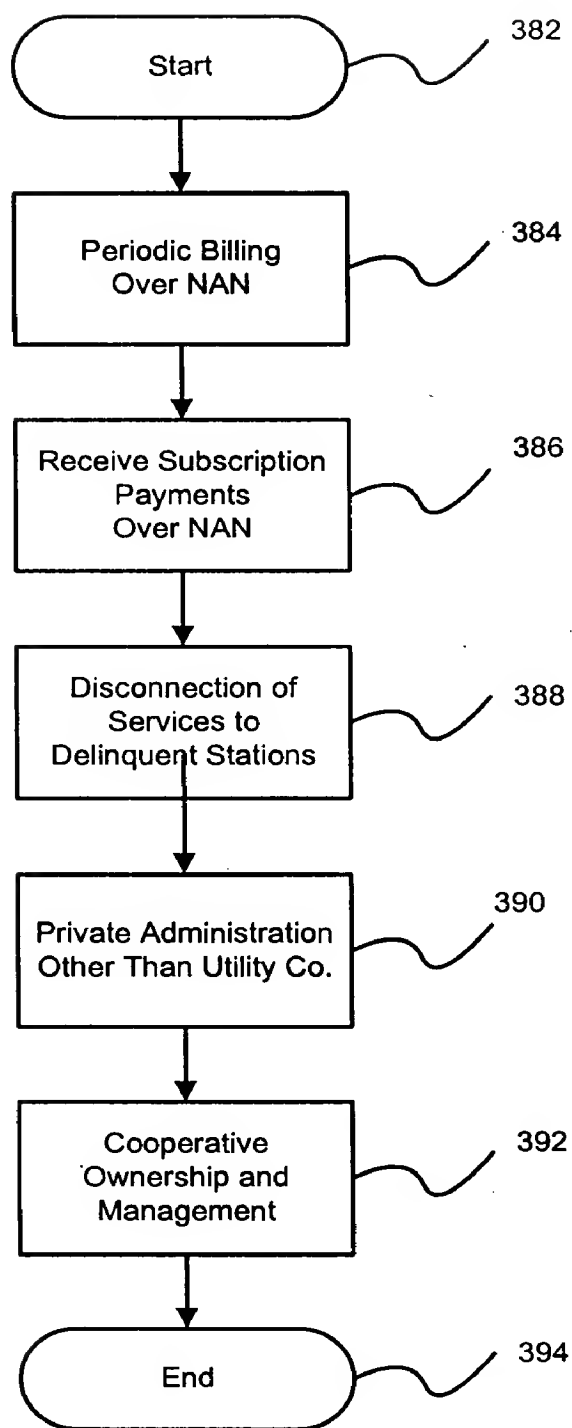 Start
382
Periodic Billing
Over NAN
384
Receive Subscription
Payments
Over NAN
386
Disconnection of
Services to
Delinquent Stations
388
Private Administration
Other Than Utility Co.
390
Cooperative
Ownership and
Management
392
End
394